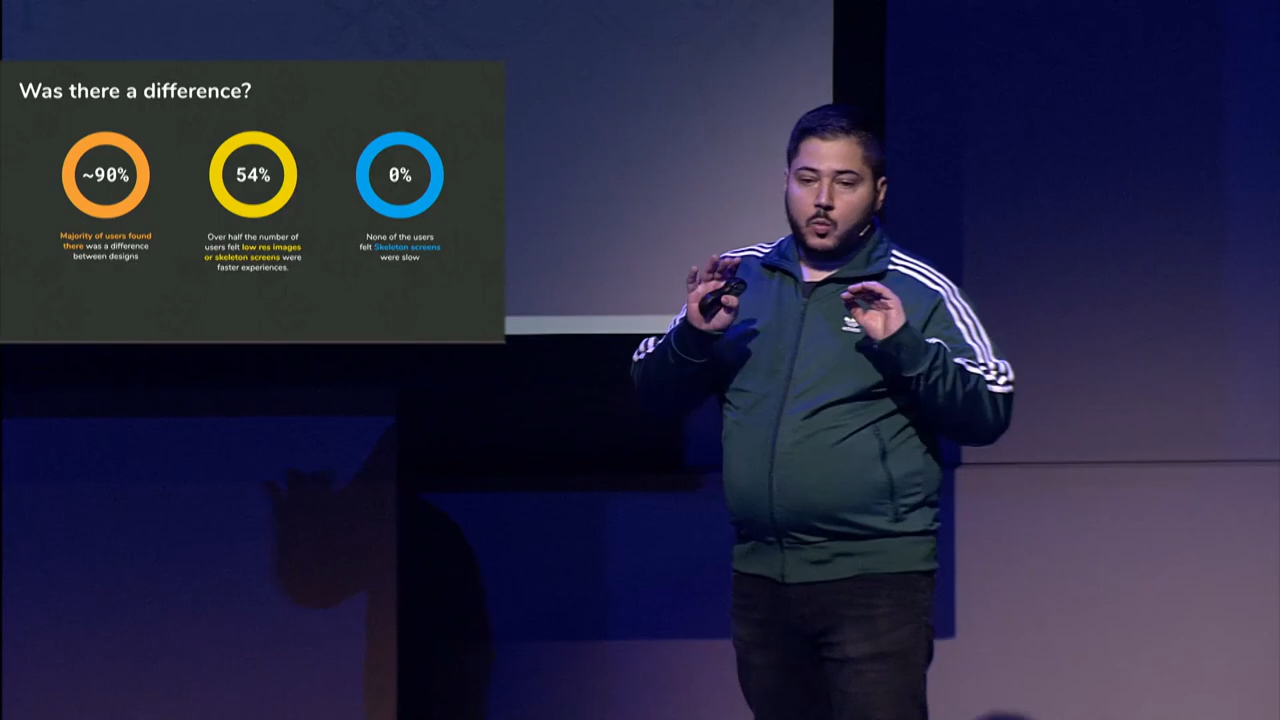 Was there a difference?
~90%
54%
0%
Majority of users found
there was a difference
between designs
Over half the number of
users felt low res images
or skeleton screens were
faster experiences.
None of the users
felt Skeleton screens
were slow